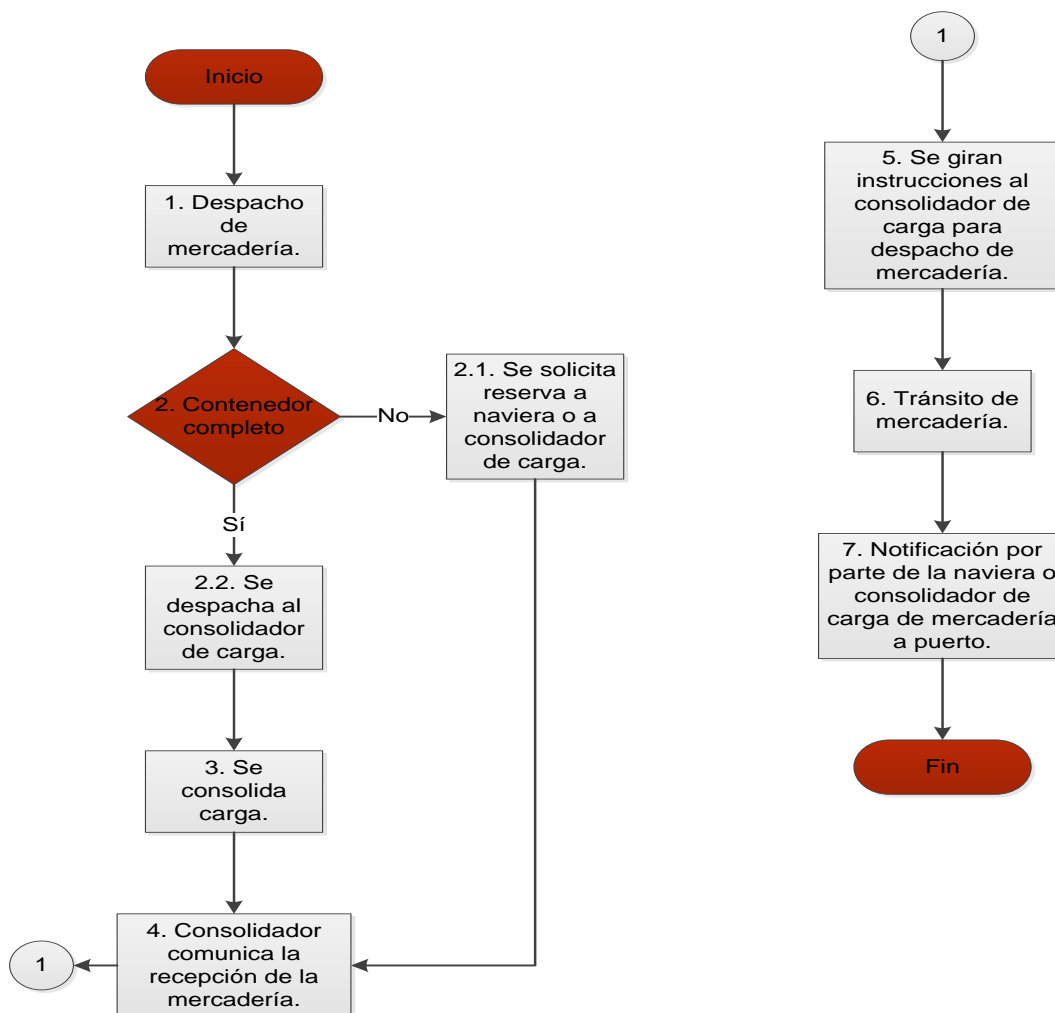 Inicio
1. Despacho
de
mercadería.
2. Contenedor
completo
No
2.1. Se solicita
reserva a
naviera o a
consolidador
de carga.
Sí
2.2. Se
despacha al
consolidador
de carga.
3. Se
consolida
carga.
4. Consolidador
comunica la
recepción de la
mercadería.
1
1
5. Se giran
instrucciones al
consolidador de
carga para
despacho de
mercadería.
6. Tránsito de
mercadería.
7. Notificación por
parte de la naviera o
consolidador de
carga de mercadería
a puerto.
Fin